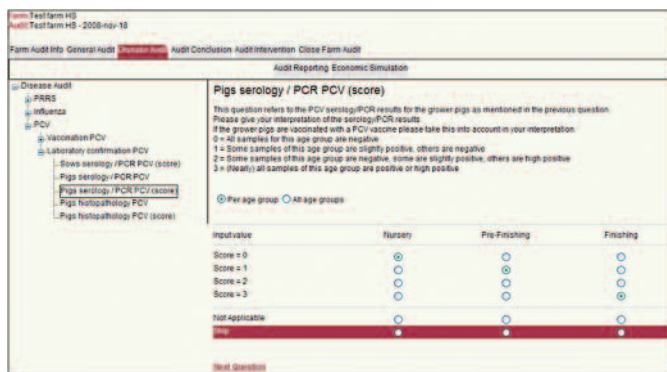 Farm:Test farm HS
Audit:Test farm HS - 2008-nov-18
Farm Audit Info General Audit Disease Audit Audit Conclusion Audit Intervention Close Farm Audit
Audit Reporting Economic Simulation
Disease Audit
PRRS
Influenza
PCV
Vaccination PCV
Laboratory confirmation PCV
Sows serology / PCR PCV (score)
Pigs serology / PCR PCV
Pigs serology / PCR PCV (score)
Pigs histopathology PCV
Pigs histopathology PCV (score)
Pigs serology / PCR PCV (score)
This question refers to the PCV serology/PCR results for the grower pigs as mentioned in the previous question.
Please give your interpretation of the serology/PCR results
If the grower pigs are vaccinated with a PCV vaccine please take this into account in your interpretation:
0 = All samples for this age group are negative
1 = Some samples of this age group are slightly positive, others are negative
2 = Some samples of this age group are negative, some are slightly positive, others are high positive
3 = (Nearly) all samples of this age group are positive or high positive
Per age group All age groups
Input value Nursery Pre-Finishing Finishing
Score = 0
Score = 1
Score = 2
Score = 3
Not Applicable
Skip
Next Question